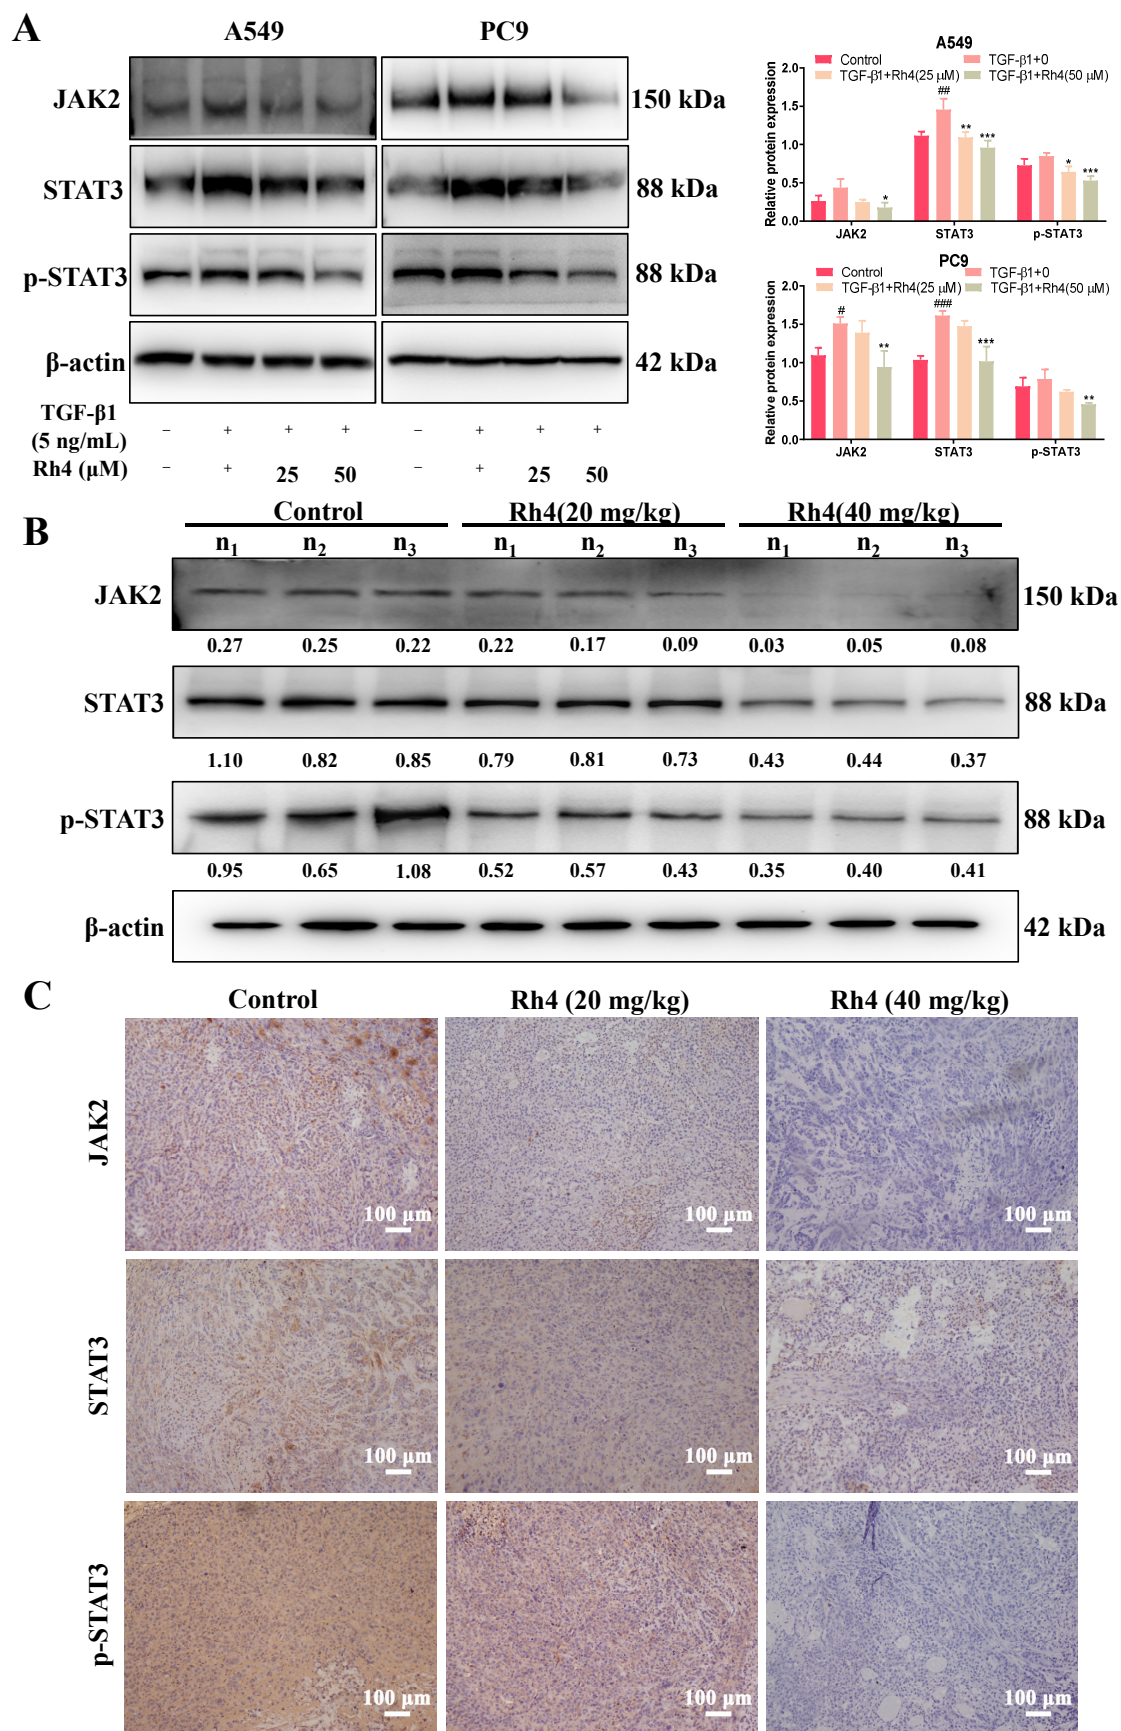 A
A549
PC9
JAK2
150 kDa
STAT3
88 kDa
p-STAT3
88 kDa
β-actin
42 kDa
TGF-β1
(5 ng/mL)
− + + + − + + +
Rh4 (μM)
− + 25 50 − + 25 50
A549
Control
TGF-β1+0
TGF-β1+Rh4(25 μM)
TGF-β1+Rh4(50 μM)
Relative protein expression
2.0
1.5
1.0
0.5
0.0
*
##
**
***
*
***
JAK2
STAT3
p-STAT3
PC9
Control
TGF-β1+0
TGF-β1+Rh4(25 μM)
TGF-β1+Rh4(50 μM)
Relative protein expression
2.0
1.5
1.0
0.5
0.0
#
**
###
***
**
JAK2
STAT3
p-STAT3
B
Control
Rh4(20 mg/kg)
Rh4(40 mg/kg)
n1 n2 n3 n1 n2 n3 n1 n2 n3
JAK2
150 kDa
0.27 0.25 0.22 0.22 0.17 0.09 0.03 0.05 0.08
STAT3
88 kDa
1.10 0.82 0.85 0.79 0.81 0.73 0.43 0.44 0.37
p-STAT3
88 kDa
0.95 0.65 1.08 0.52 0.57 0.43 0.35 0.40 0.41
β-actin
42 kDa
C
Control
Rh4 (20 mg/kg)
Rh4 (40 mg/kg)
JAK2
100 μm
100 μm
100 μm
STAT3
100 μm
100 μm
100 μm
p-STAT3
100 μm
100 μm
100 μm